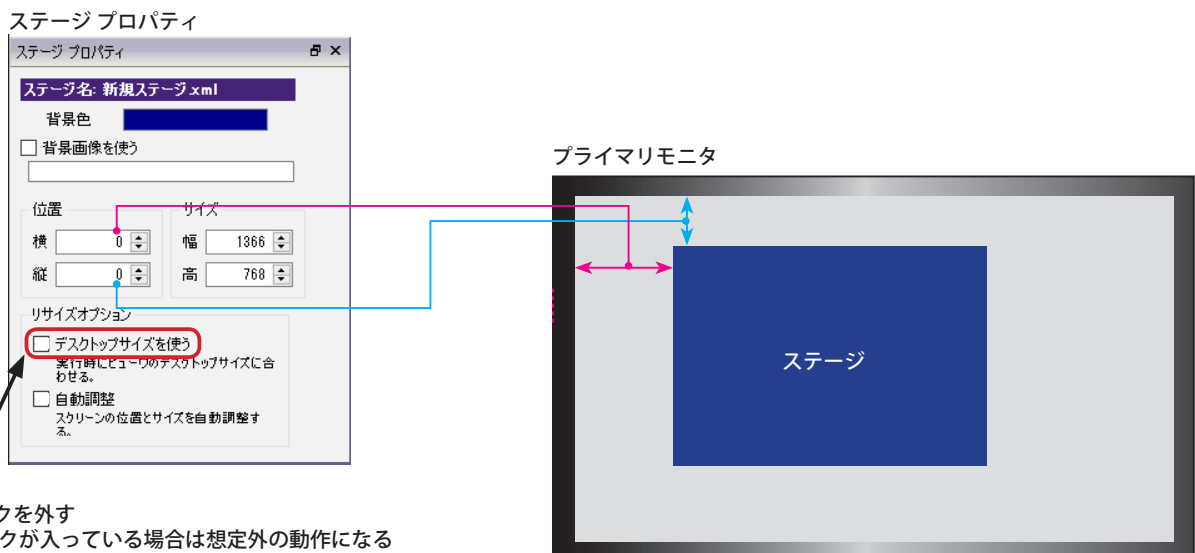 ステージ プロパティ
ステージ プロパティ
ステージ名: 新規ステージ.xml
背景色
背景画像を使う
位置
サイズ
横 0
幅 1366
縦 0
高 768
リサイズオプション
デスクトップサイズを使う
実行時にビューワのデスクトップサイズに合
わせる。
自動調整
スクリーンの位置とサイズを自動調整す
る。
プライマリモニタ
ステージ
クを外す
クが入っている場合は想定外の動作になる